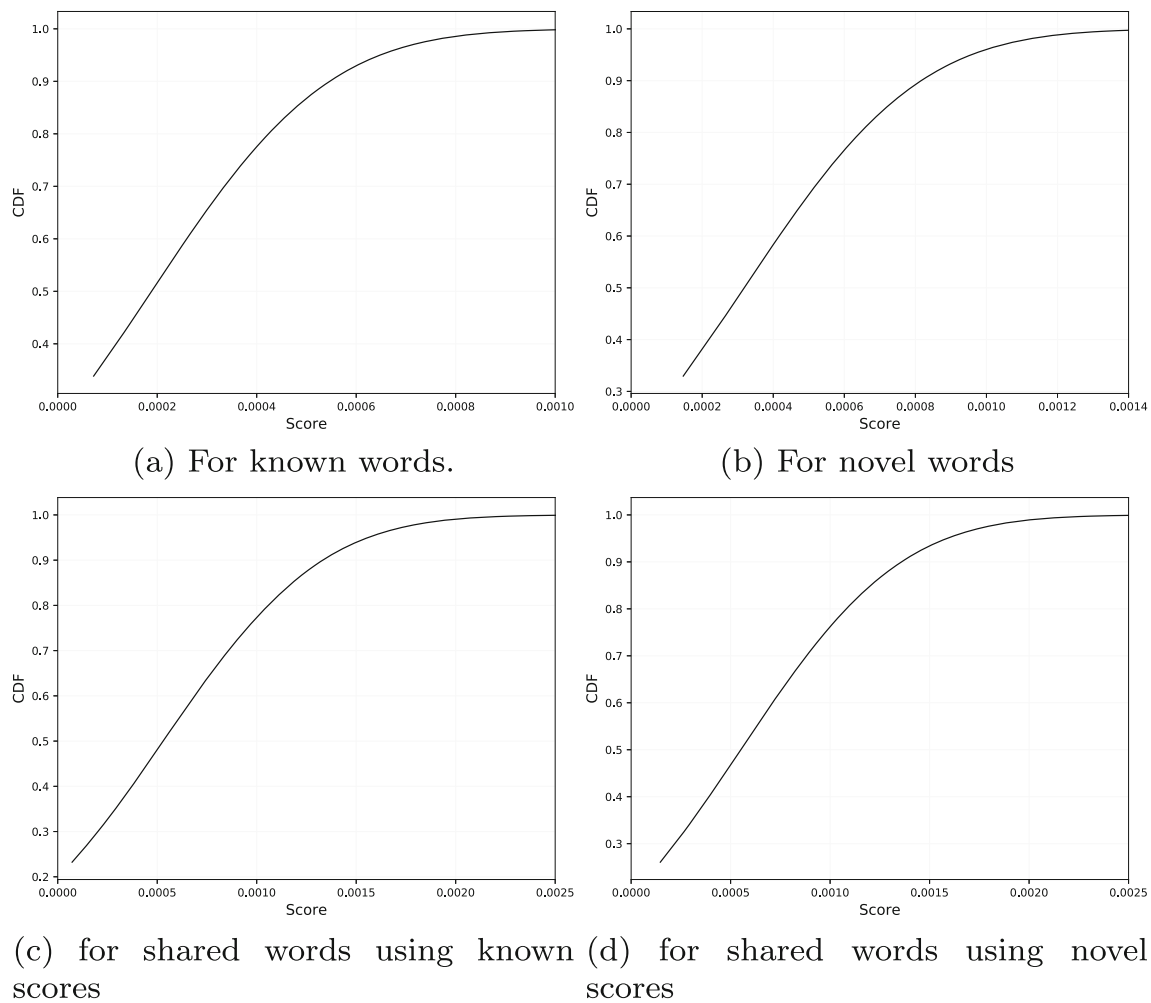 1.0
0.9
0.8
0.7
0.6
0.5
0.4
CDF
0.0000 0.0002 0.0004 0.0006 0.0008 0.0010
Score
(a) For known words.
1.0
0.9
0.8
0.7
0.6
0.5
0.4
0.3
CDF
0.0000 0.0002 0.0004 0.0006 0.0008 0.0010 0.0012 0.0014
Score
(b) For novel words
1.0
0.9
0.8
0.7
0.6
0.5
0.4
0.3
0.2
CDF
0.0000 0.0005 0.0010 0.0015 0.0020 0.0025
Score
(c) for shared words using known
scores
1.0
0.9
0.8
0.7
0.6
0.5
0.4
0.3
CDF
0.0000 0.0005 0.0010 0.0015 0.0020 0.0025
Score
(d) for shared words using novel
scores